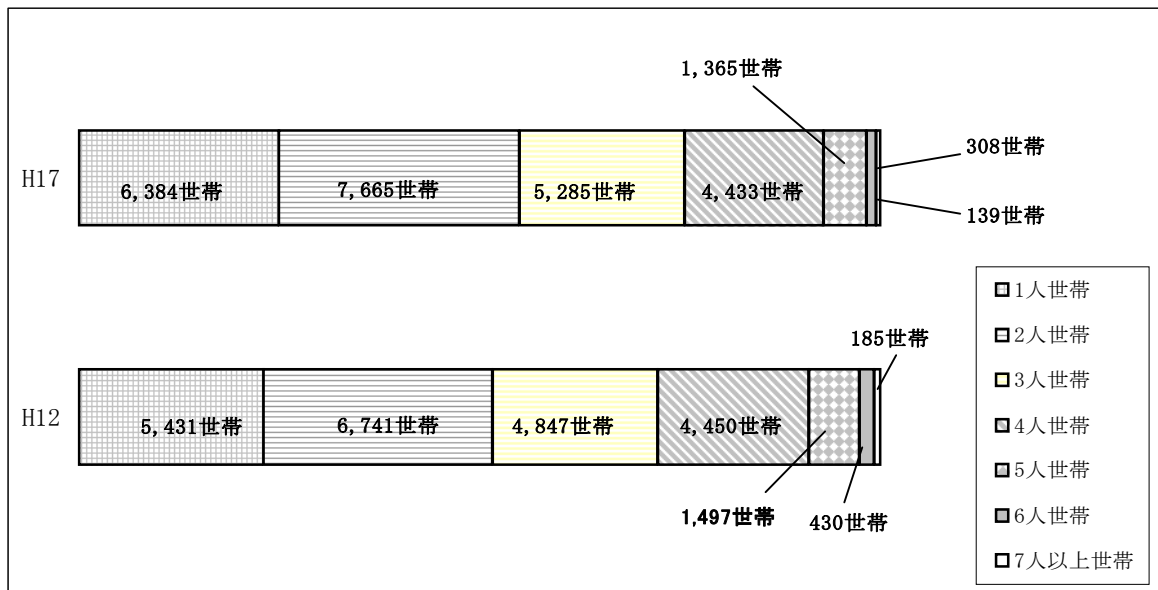 1,365世帯
H17
6,384世帯
7,665世帯
5,285世帯
4,433世帯
308世帯
139世帯
H12
5,431世帯
6,741世帯
4,847世帯
4,450世帯
185世帯
1,497世帯
430世帯
1人世帯
2人世帯
3人世帯
4人世帯
5人世帯
6人世帯
7人以上世帯